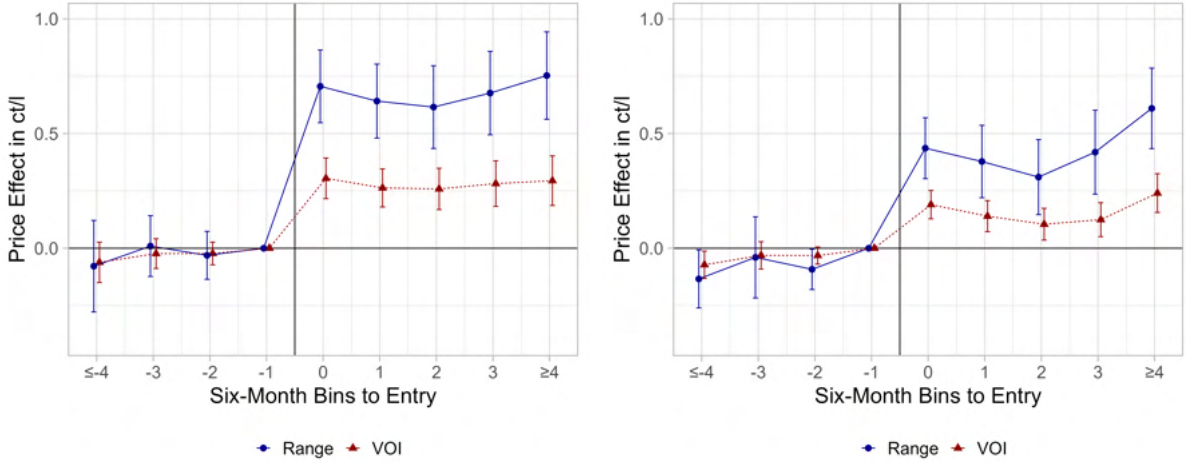 Price Effect in ct/l
1.0
0.5
0.0
≤-4 -3 -2 -1 0 1 2 3 ≥4
Six-Month Bins to Entry
Range VOI
Price Effect in ct/l
1.0
0.5
0.0
≤-4 -3 -2 -1 0 1 2 3 ≥4
Six-Month Bins to Entry
Range VOI